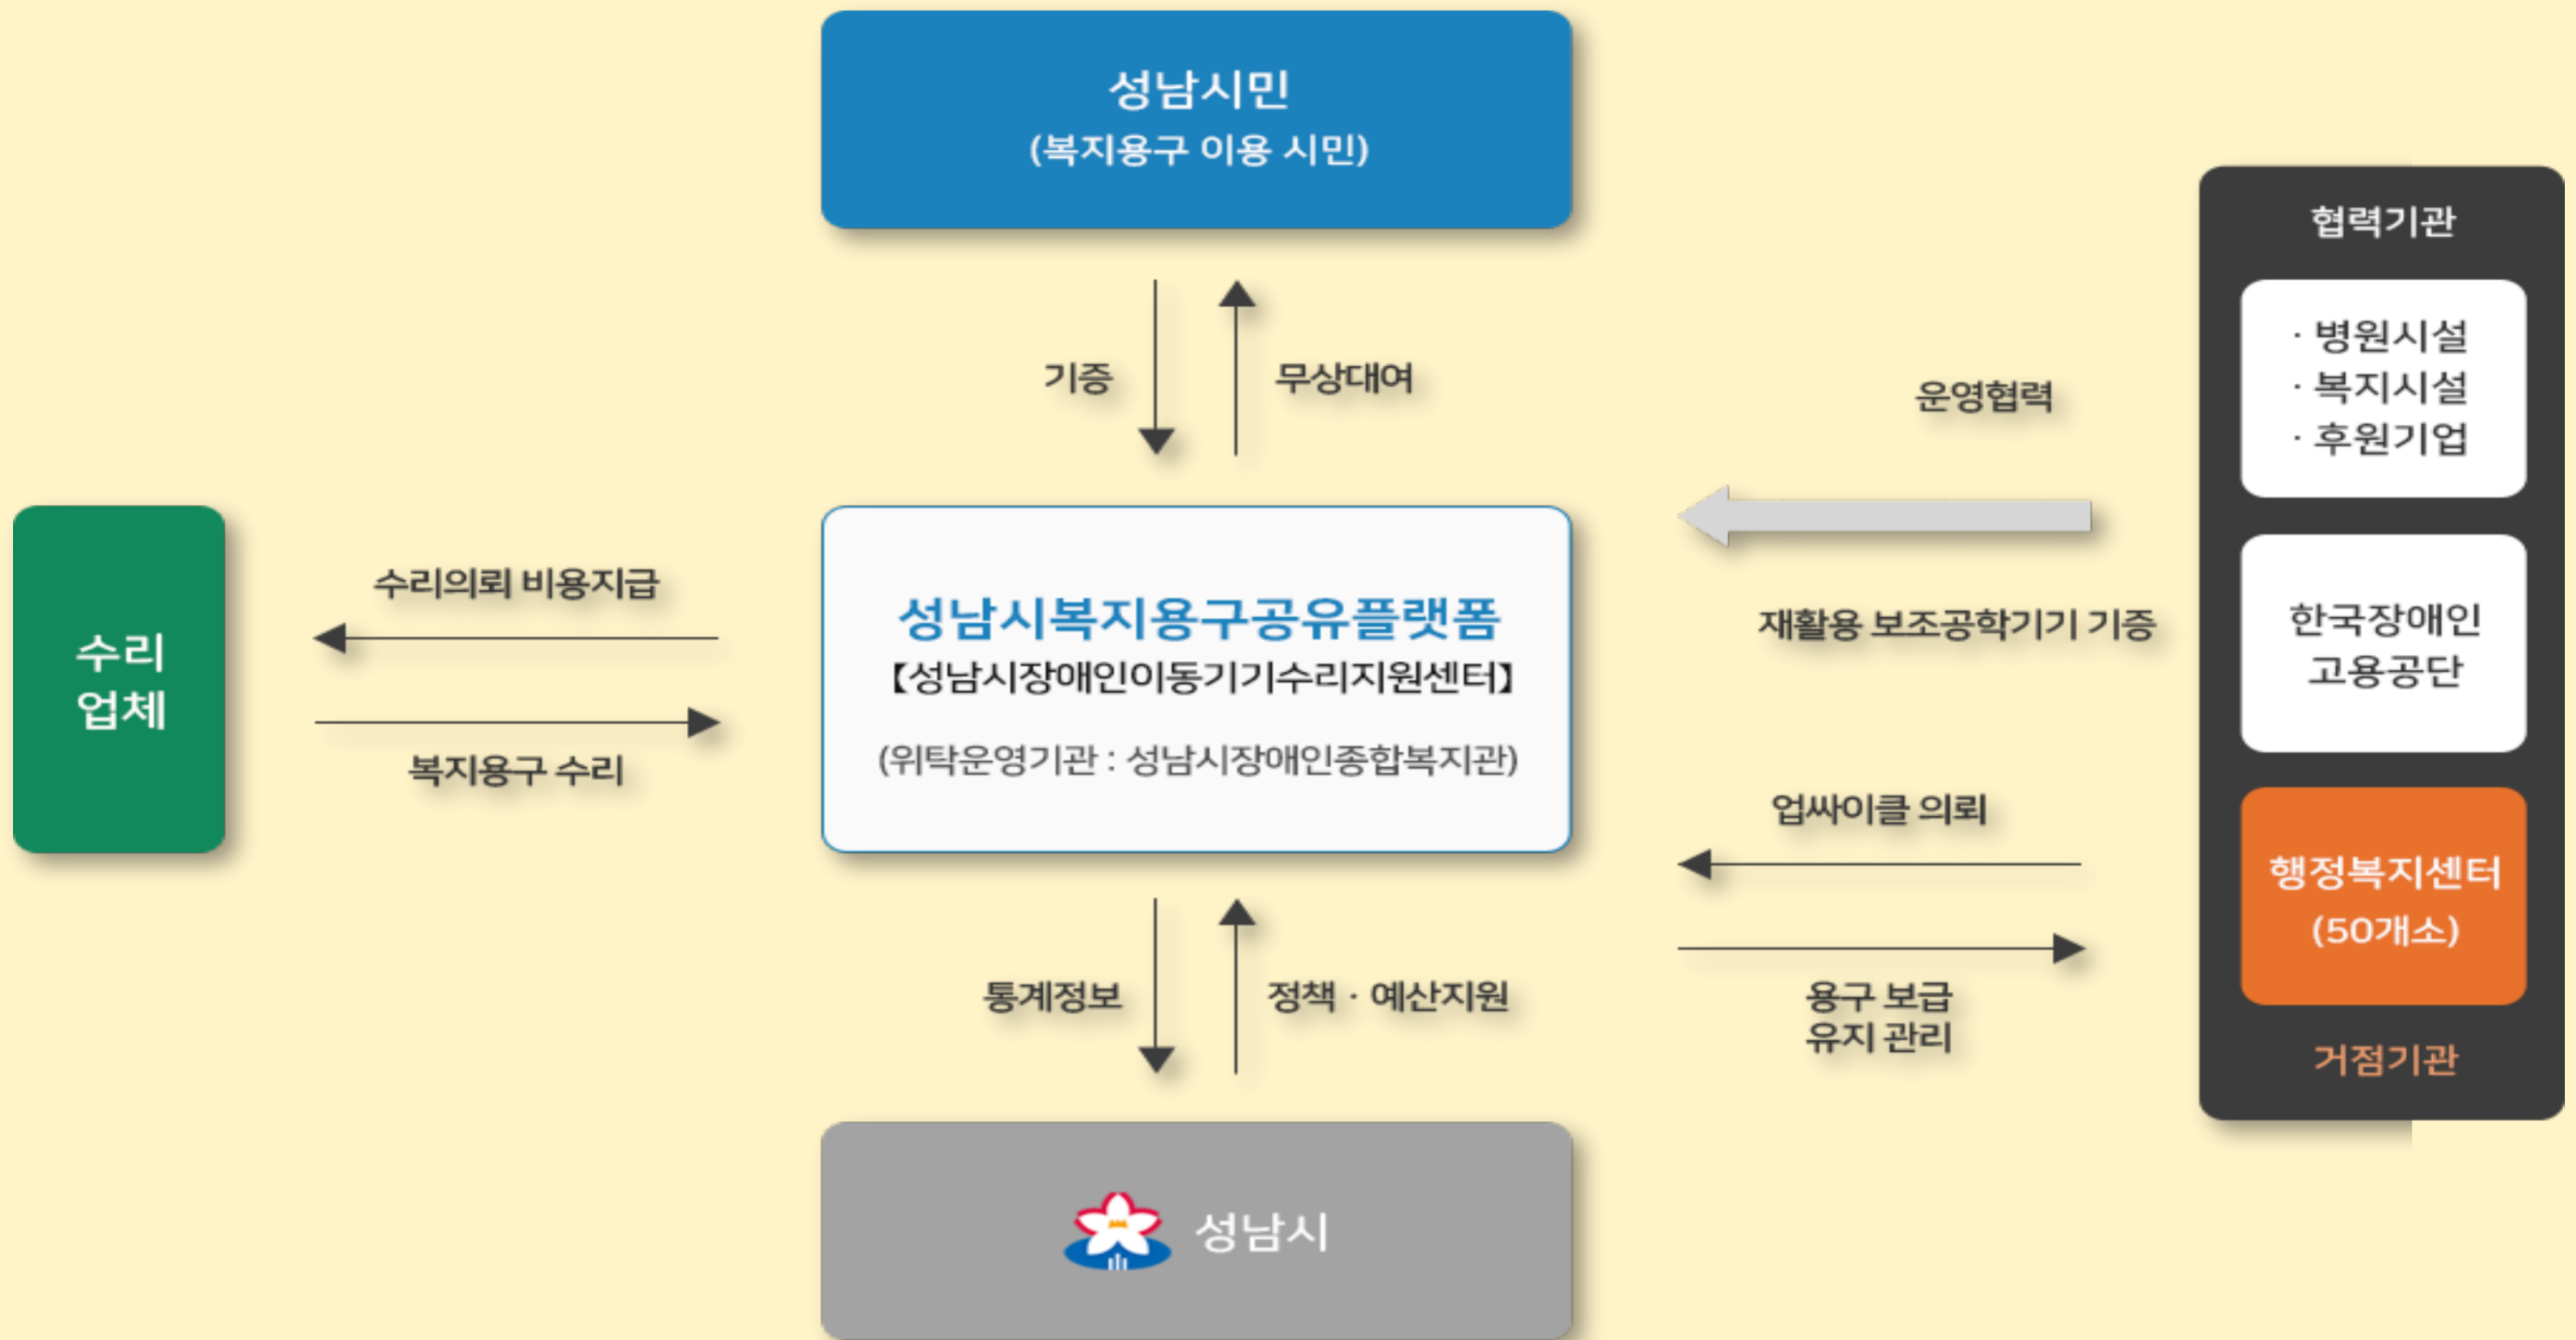 성남시민
(복지용구 이용 시민)
기증
무상대여
수리
업체
수리의뢰 비용지급
복지용구 수리
성남시복지용구공유플랫폼
【성남시장애인이동기기수리지원센터】
(위탁운영기관 : 성남시장애인종합복지관)
운영협력
재활용 보조공학기기 기증
업싸이클 의뢰
용구 보급
유지 관리
협력기관
· 병원시설
· 복지시설
· 후원기업
한국장애인
고용공단
행정복지센터
(50개소)
거점기관
통계정보
정책 · 예산지원
성남시